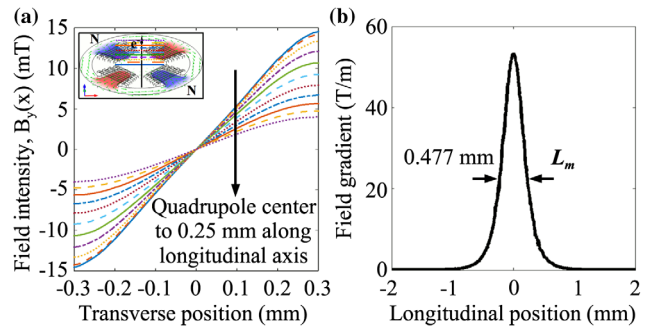 (a)
Field intensity, B_y(x) (mT)
15
10
5
0
-5
-10
-15
N
e⁻
N
Quadrupole center
to 0.25 mm along
longitudinal axis
-0.3 -0.2 -0.1 0 0.1 0.2 0.3
Transverse position (mm)
(b)
Field gradient (T/m)
60
40
20
0
0.477 mm
L_m
-2 -1 0 1 2
Longitudinal position (mm)